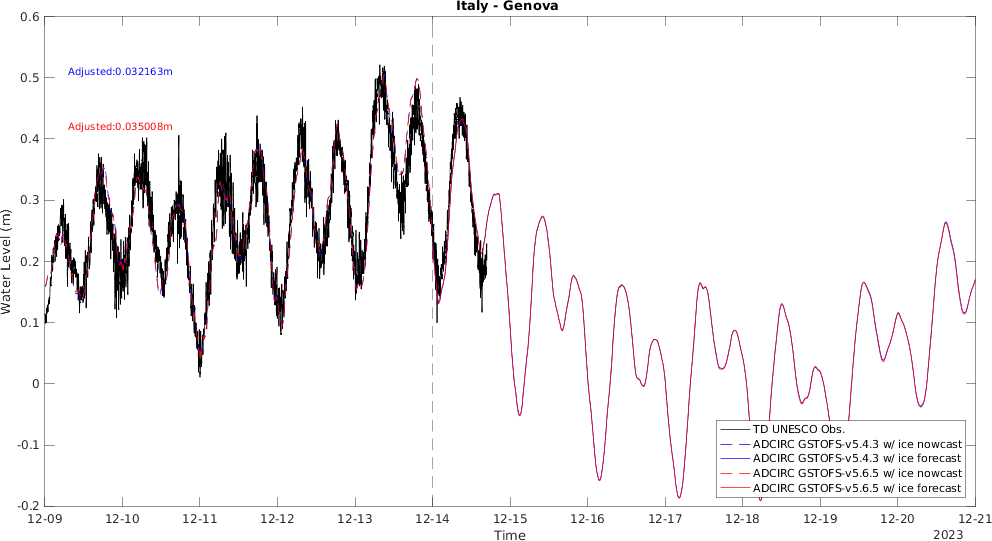 Italy - Genova
Water Level (m)
0.6
0.5
0.4
0.3
0.2
0.1
0
-0.1
-0.2
Adjusted:0.032163m
Adjusted:0.035008m
TD UNESCO Obs.
ADCIRC GSTOFS-v5.4.3 w/ ice nowcast
ADCIRC GSTOFS-v5.4.3 w/ ice forecast
ADCIRC GSTOFS-v5.6.5 w/ ice nowcast
ADCIRC GSTOFS-v5.6.5 w/ ice forecast
12-09 12-10 12-11 12-12 12-13 12-14 12-15 12-16 12-17 12-18 12-19 12-20 12-21
Time
2023